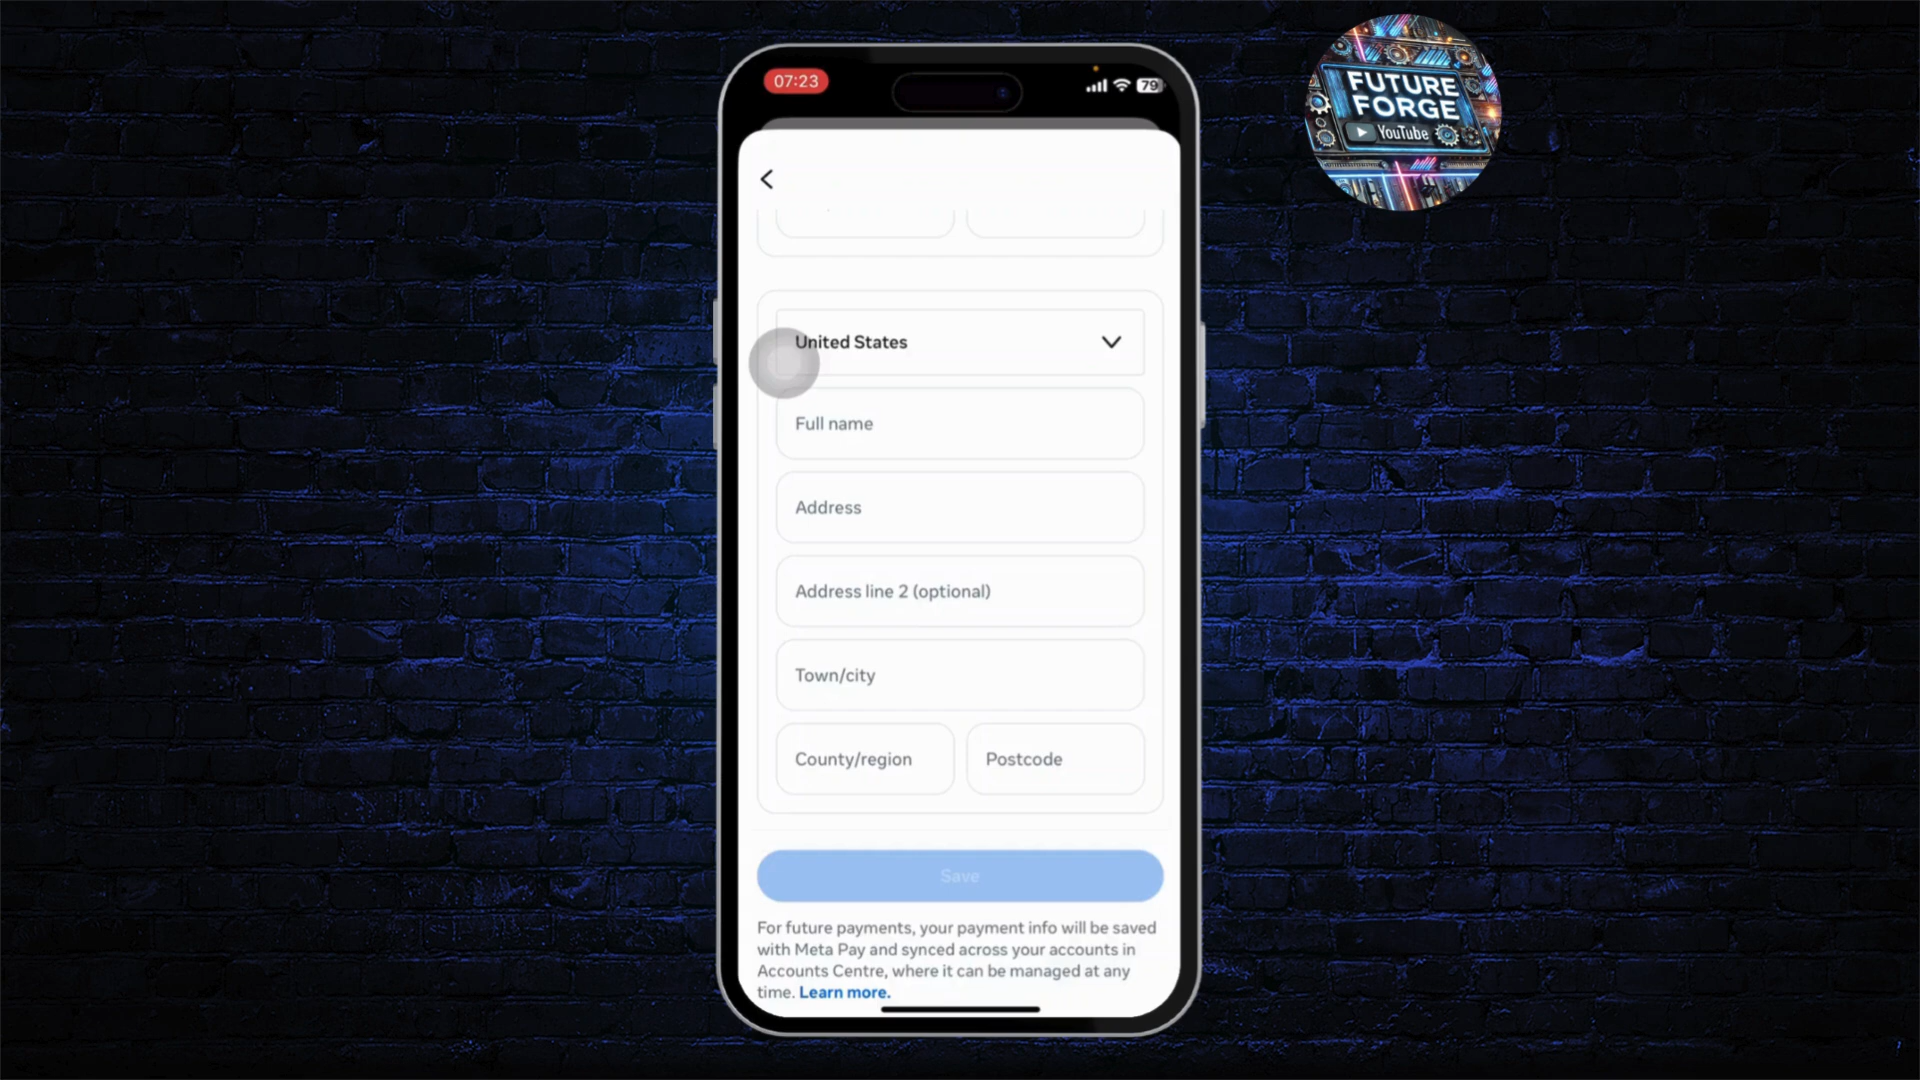 07:23
79
FUTURE
FORGE
YouTube
United States
Full name
Address
Address line 2 (optional)
Town/city
County/region
Postcode
Save
For future payments, your payment info will be saved
with Meta Pay and synced across your accounts in
Accounts Centre, where it can be managed at any
time. Learn more.